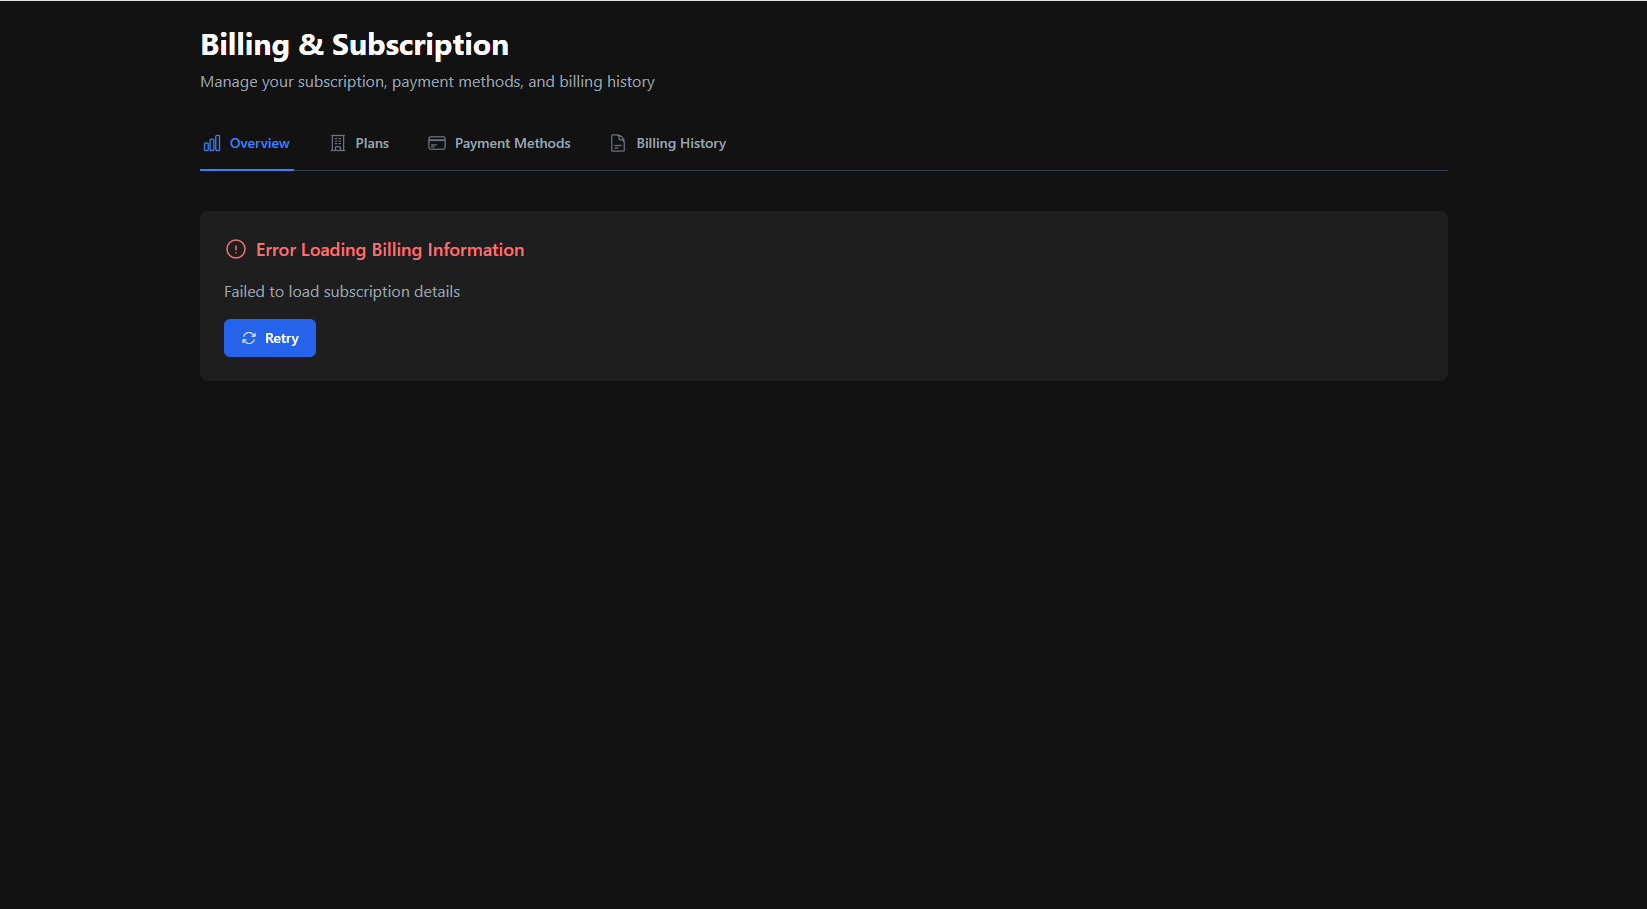 Billing & Subscription
Manage your subscription, payment methods, and billing history
Overview Plans Payment Methods Billing History
Error Loading Billing Information
Failed to load subscription details
Retry